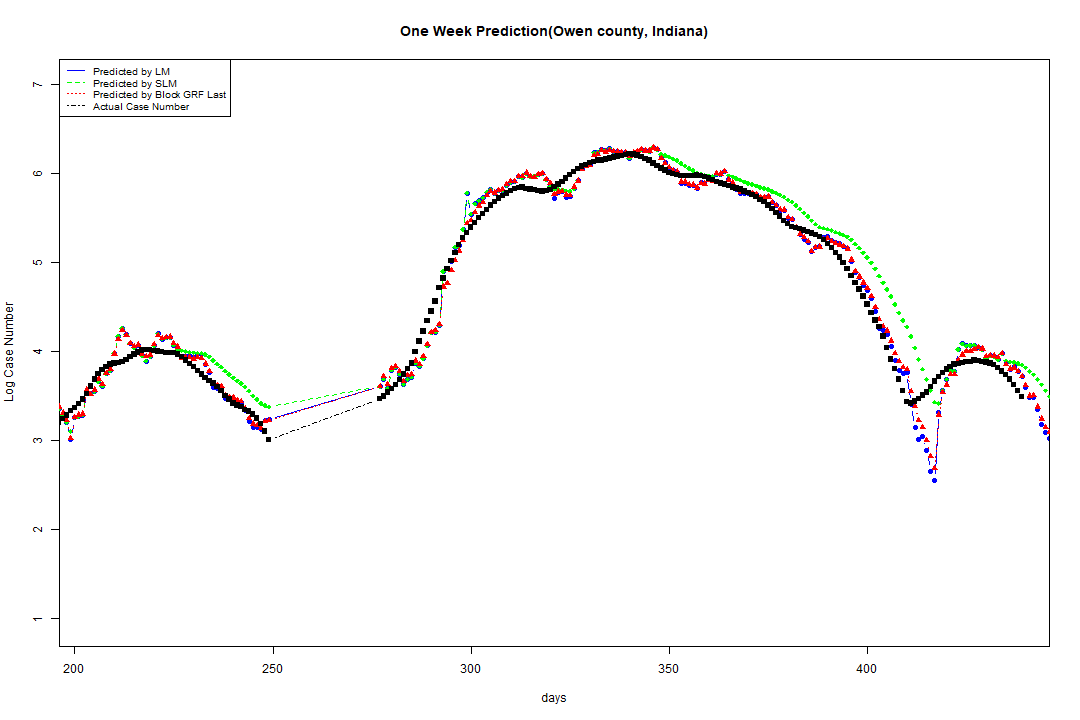 One Week Prediction(Owen county, Indiana)
Predicted by LM
Predicted by SLM
Predicted by Block GRF Last
Actual Case Number
7
6
5
4
3
2
1
Log Case Number
200 250 300 350 400
days